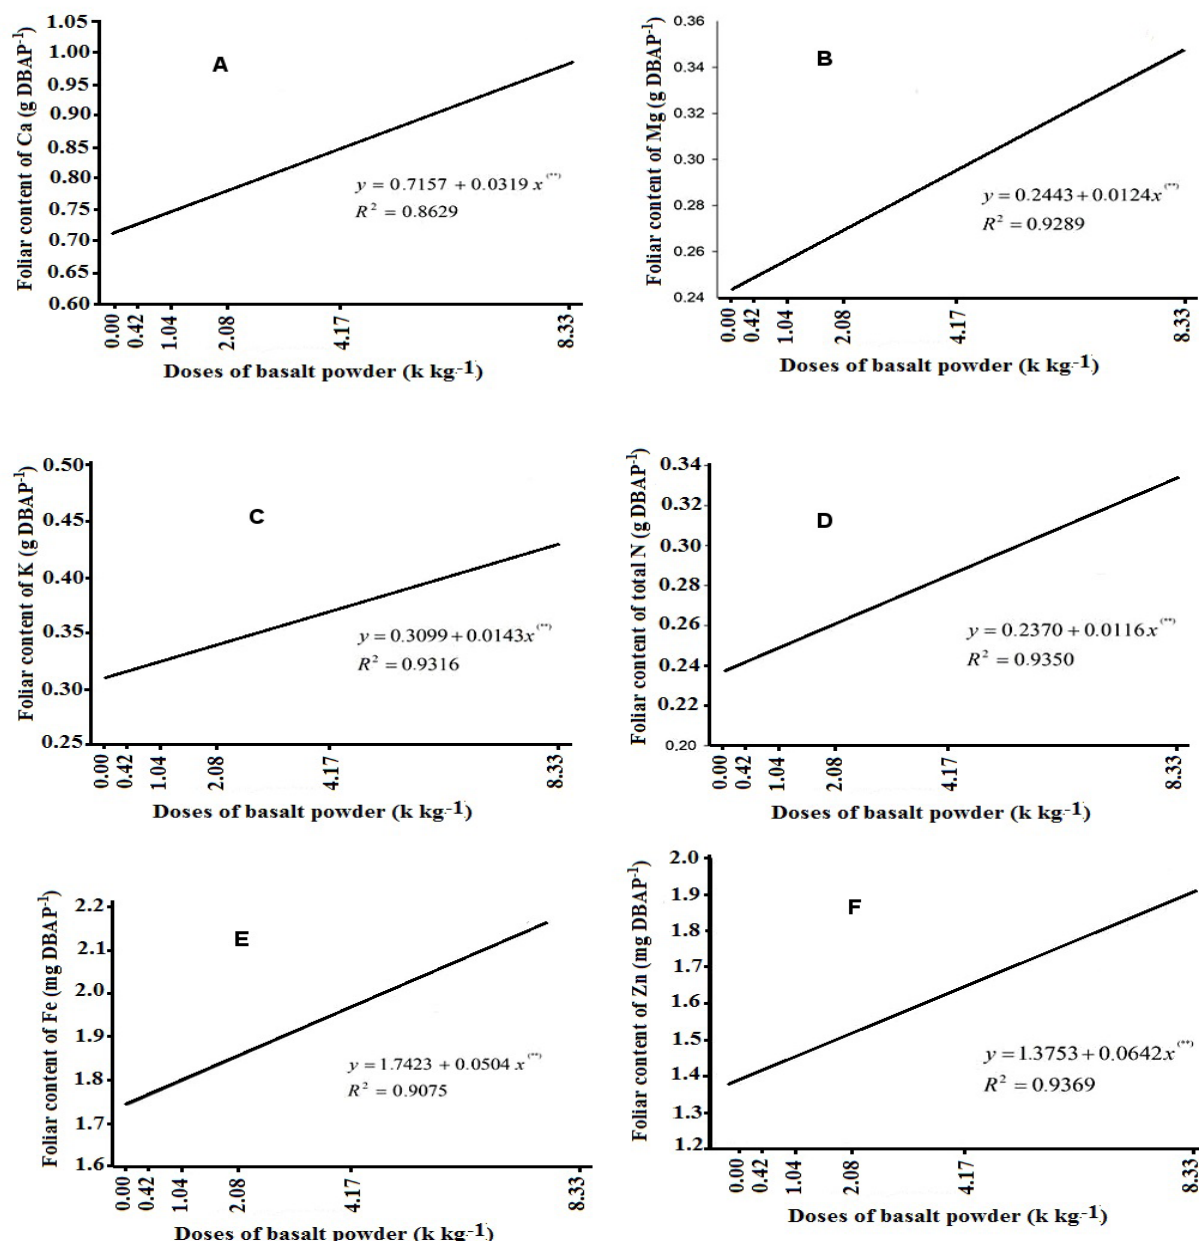 A
Foliar content of Ca (g DBAP-1)
1.05
1.00
0.95
0.90
0.85
0.80
0.75
0.70
0.65
0.60
y = 0.7157 + 0.0319 x (**)
R² = 0.8629
0.00 0.42 1.04 2.08 4.17 8.33
Doses of basalt powder (k kg-1)
B
Foliar content of Mg (g DBAP-1)
0.36
0.34
0.32
0.30
0.28
0.26
0.24
y = 0.2443 + 0.0124x (**)
R² = 0.9289
0.00 0.42 1.04 2.08 4.17 8.33
Doses of basalt powder (k kg-1)
C
Foliar content of K (g DBAP-1)
0.50
0.45
0.40
0.35
0.30
0.25
y = 0.3099 + 0.0143x (**)
R² = 0.9316
0.00 0.42 1.04 2.08 4.17 8.33
Doses of basalt powder (k kg-1)
D
Foliar content of total N (g DBAP-1)
0.34
0.32
0.30
0.28
0.26
0.24
0.22
0.20
y = 0.2370 + 0.0116x (**)
R² = 0.9350
0.00 0.42 1.04 2.08 4.17 8.33
Doses of basalt powder (k kg-1)
E
Foliar content of Fe (mg DBAP-1)
2.2
2.1
2.0
1.9
1.8
1.7
1.6
y = 1.7423 + 0.0504 x (**)
R² = 0.9075
0.00 0.42 1.04 2.08 4.17 8.33
Doses of basalt powder (k kg-1)
F
Foliar content of Zn (mg DBAP-1)
2.0
1.9
1.8
1.7
1.6
1.5
1.4
1.3
1.2
y = 1.3753 + 0.0642x (**)
R² = 0.9369
0.00 0.42 1.04 2.08 4.17 8.33
Doses of basalt powder (k kg-1)